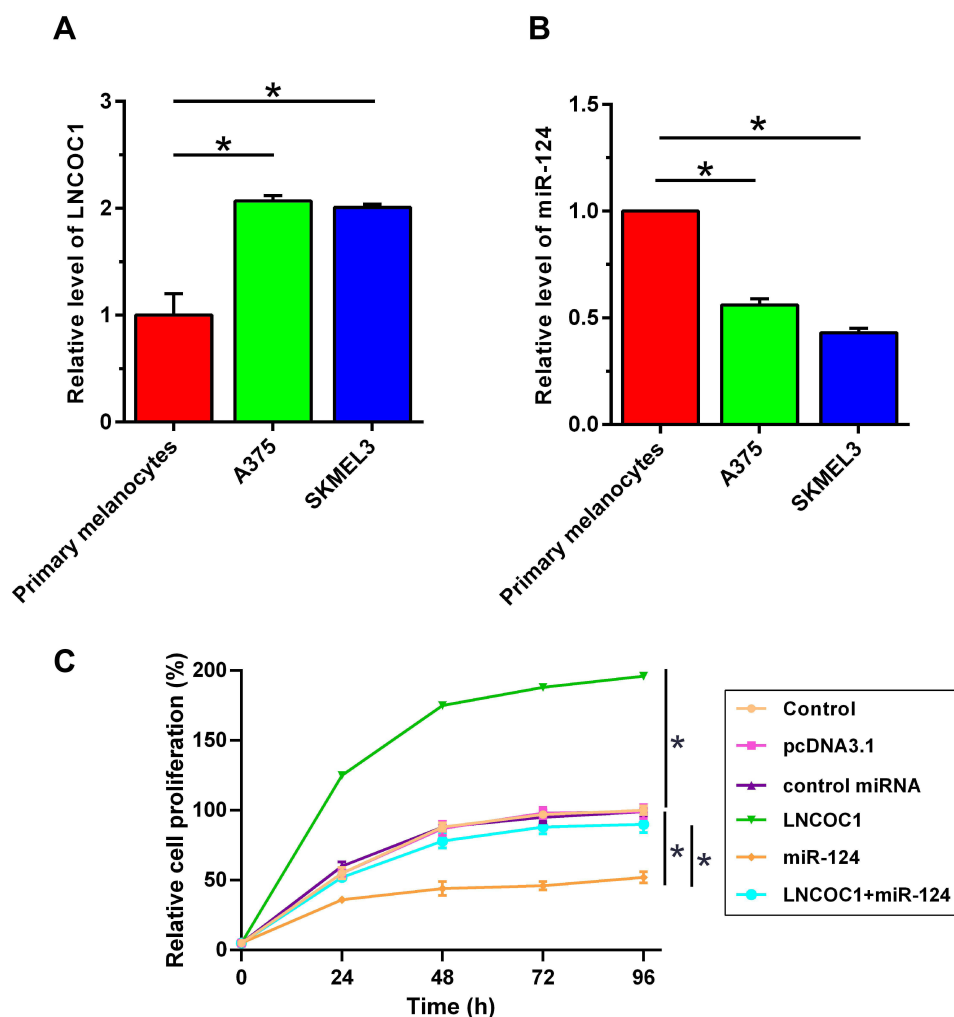 A
Relative level of LNCOC1
3
2
1
0
*
*
Primary melanocytes
A375
SKMEL3
B
Relative level of miR-124
1.5
1.0
0.5
0.0
*
*
Primary melanocytes
A375
SKMEL3
C
Relative cell proliferation (%)
200
150
100
50
0
0 24 48 72 96
Time (h)
*
*
*
Control
pcDNA3.1
control miRNA
LNCOC1
miR-124
LNCOC1+miR-124